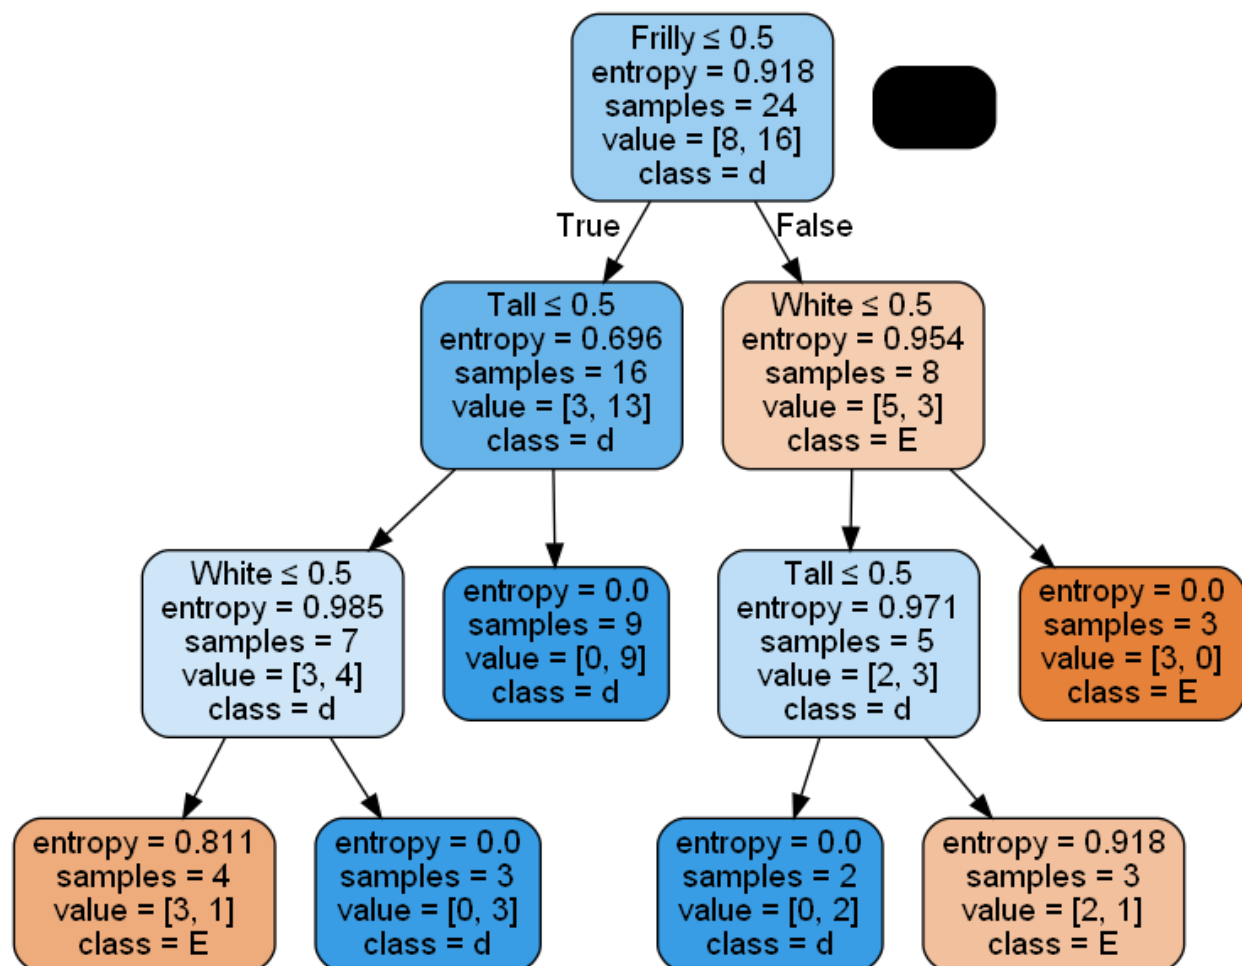 Frilly ≤ 0.5
entropy = 0.918
samples = 24
value = [8, 16]
class = d
True
False
Tall ≤ 0.5
entropy = 0.696
samples = 16
value = [3, 13]
class = d
White ≤ 0.5
entropy = 0.954
samples = 8
value = [5, 3]
class = E
White ≤ 0.5
entropy = 0.985
samples = 7
value = [3, 4]
class = d
entropy = 0.0
samples = 9
value = [0, 9]
class = d
Tall ≤ 0.5
entropy = 0.971
samples = 5
value = [2, 3]
class = d
entropy = 0.0
samples = 3
value = [3, 0]
class = E
entropy = 0.811
samples = 4
value = [3, 1]
class = E
entropy = 0.0
samples = 3
value = [0, 3]
class = d
entropy = 0.0
samples = 2
value = [0, 2]
class = d
entropy = 0.918
samples = 3
value = [2, 1]
class = E